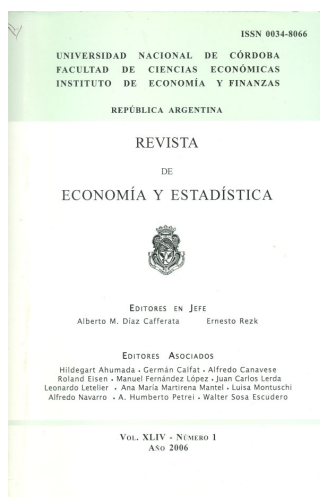 ISSN 0034-8066
UNIVERSIDAD NACIONAL DE CÓRDOBA
FACULTAD DE CIENCIAS ECONÓMICAS
INSTITUTO DE ECONOMÍA Y FINANZAS
REPÚBLICA ARGENTINA
REVISTA
DE
ECONOMÍA Y ESTADÍSTICA
EDITORES EN JEFE
Alberto M. Díaz Cafferata Ernesto Rezk
EDITORES ASOCIADOS
Hildegart Ahumada • Germán Calfat • Alfredo Canavese
Roland Eisen • Manuel Fernández López • Juan Carlos Lerda
Leonardo Letelier • Ana María Martirena Mantel • Luisa Montuschi
Alfredo Navarro • A. Humberto Petrei • Walter Sosa Escudero
VOL. XLIV - NÚMERO 1
AÑO 2006